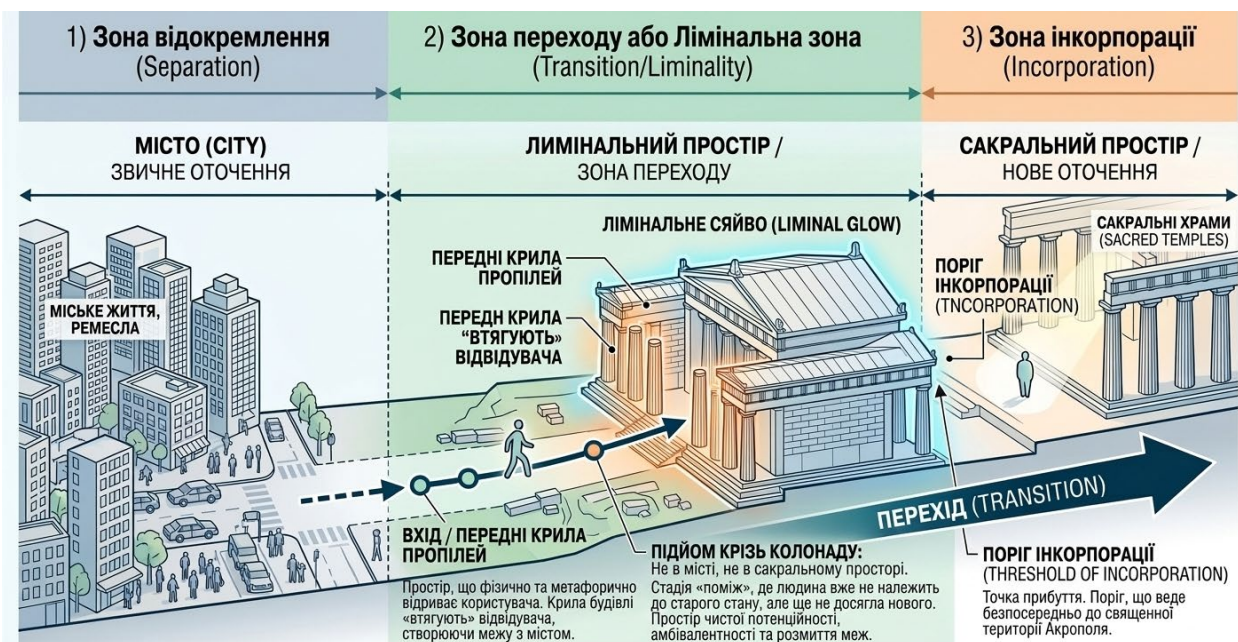 1) Зона відокремлення
(Separation)
2) Зона переходу або Лімінальна зона
(Transition/Liminality)
3) Зона інкорпорації
(Incorporation)
МІСТО (CITY)
ЗВИЧНЕ ОТОЧЕННЯ
ЛИМІНАЛЬНИЙ ПРОСТІР /
ЗОНА ПЕРЕХОДУ
САКРАЛЬНИЙ ПРОСТІР /
НОВЕ ОТОЧЕННЯ
МІСЬКЕ ЖИТТЯ,
РЕМЕСЛА
ЛІМІНАЛЬНЕ СЯЙВО (LIMINAL GLOW)
ПЕРЕДНІ КРИЛА
ПРОПІЛЕЙ
ПЕРЕДН КРИЛА
“ВТЯГУЮТЬ»
ВІДВІДУВАЧА
САКРАЛЬНІ ХРАМИ
(SACRED TEMPLES)
ПОРІГ
ІНКОРПОРАЦІЇ
(TNCORPORATION)
ВХІД / ПЕРЕДНІ КРИЛА
ПРОПІЛЕЙ
Простір, що фізично та метафорично
відриває користувача. Крила будівлі
«втягують» відвідувача,
створюючи межу з містом.
ПІДЙОМ КРІЗЬ КОЛОНАДУ:
Не в місті, не в сакральному просторі.
Стадія «поміж», де людина вже не належить
до старого стану, але ще не досягла нового.
Простір чистої потенційності,
амбівалентності та розмиття меж.
ПЕРЕХІД (TRANSITION)
ПОРІГ ІНКОРПОРАЦІЇ
(THRESHOLD OF INCORPORATION)
Точка прибуття. Поріг, що веде
безпосередньо до священної
території Акрополя.